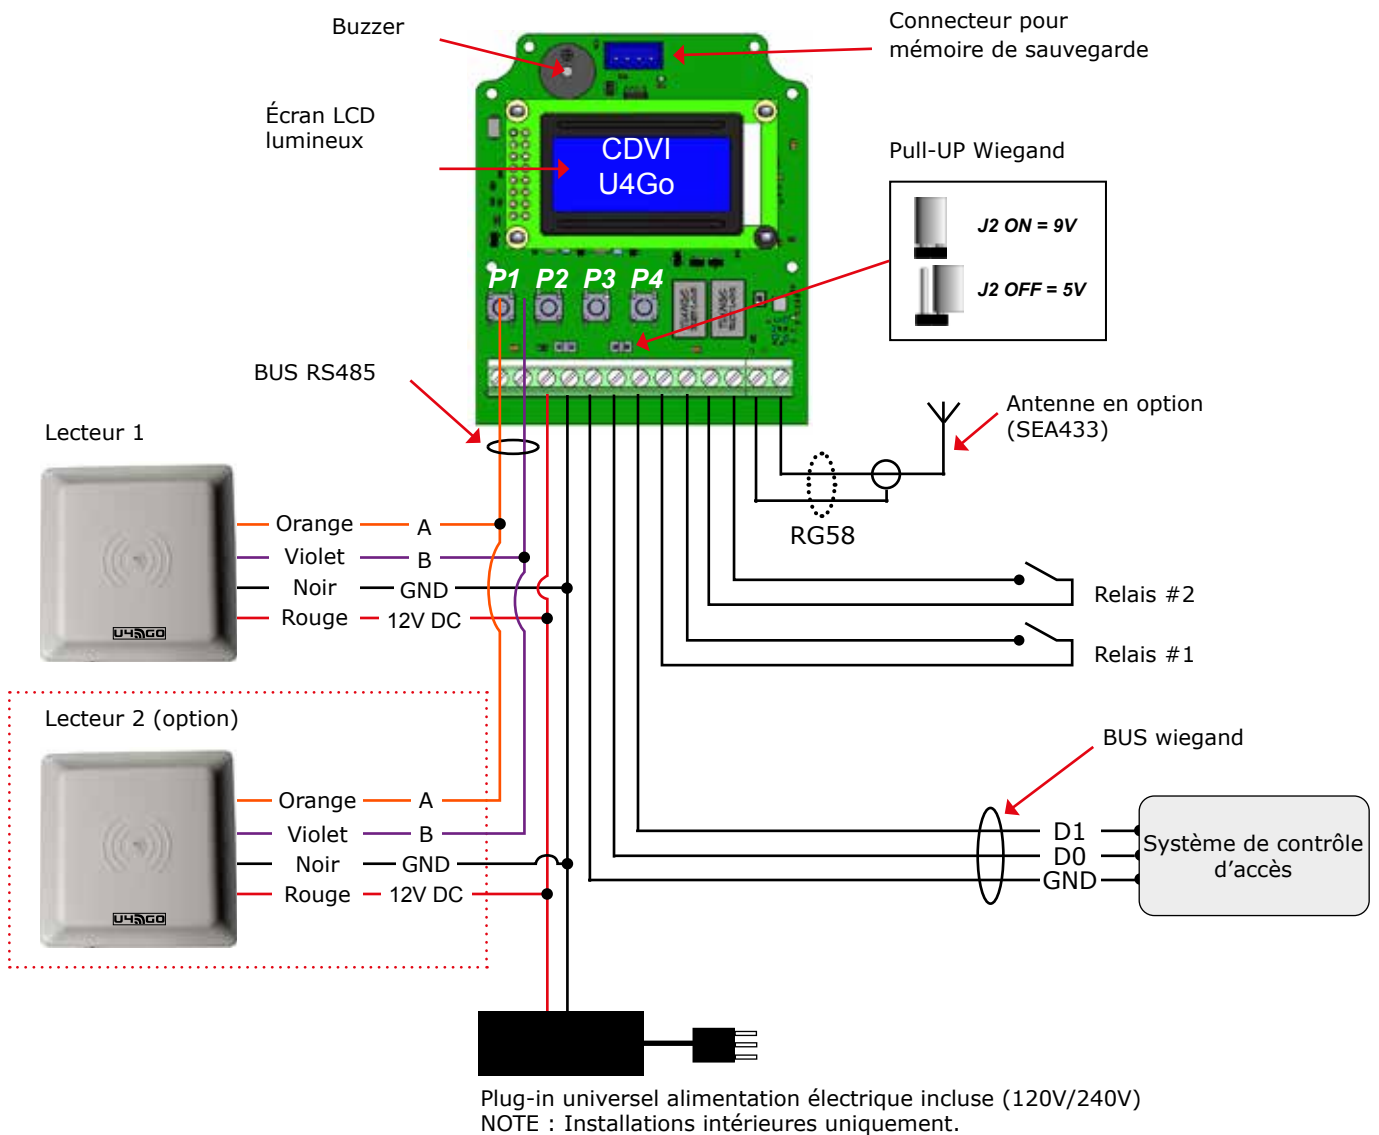 Buzzer
Connecteur pour
mémoire de sauvegarde
Écran LCD
lumineux
CDVI
U4Go
Pull-UP Wiegand
J2 ON = 9V
J2 OFF = 5V
P1 P2 P3 P4
BUS RS485
Antenne en option
(SEA433)
Lecteur 1
Orange A
Violet B
Noir GND
Rouge 12V DC
U4GO
RG58
Relais #2
Relais #1
Lecteur 2 (option)
Orange A
Violet B
Noir GND
Rouge 12V DC
U4GO
BUS wiegand
D1
D0
GND
Système de contrôle
d’accès
Plug-in universel alimentation électrique incluse (120V/240V)
NOTE : Installations intérieures uniquement.